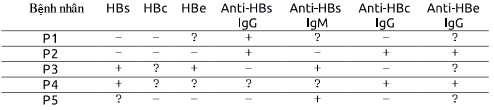 Bệnh nhân HBs HBc HBe Anti-HBs IgG Anti-HBs IgM Anti-HBc IgG Anti-HBe IgG
P1 – – ? + ? – ?
P2 – – – + – + +
P3 + ? + – + – ?
P4 + ? ? ? ? + +
P5 ? – – – + – ?